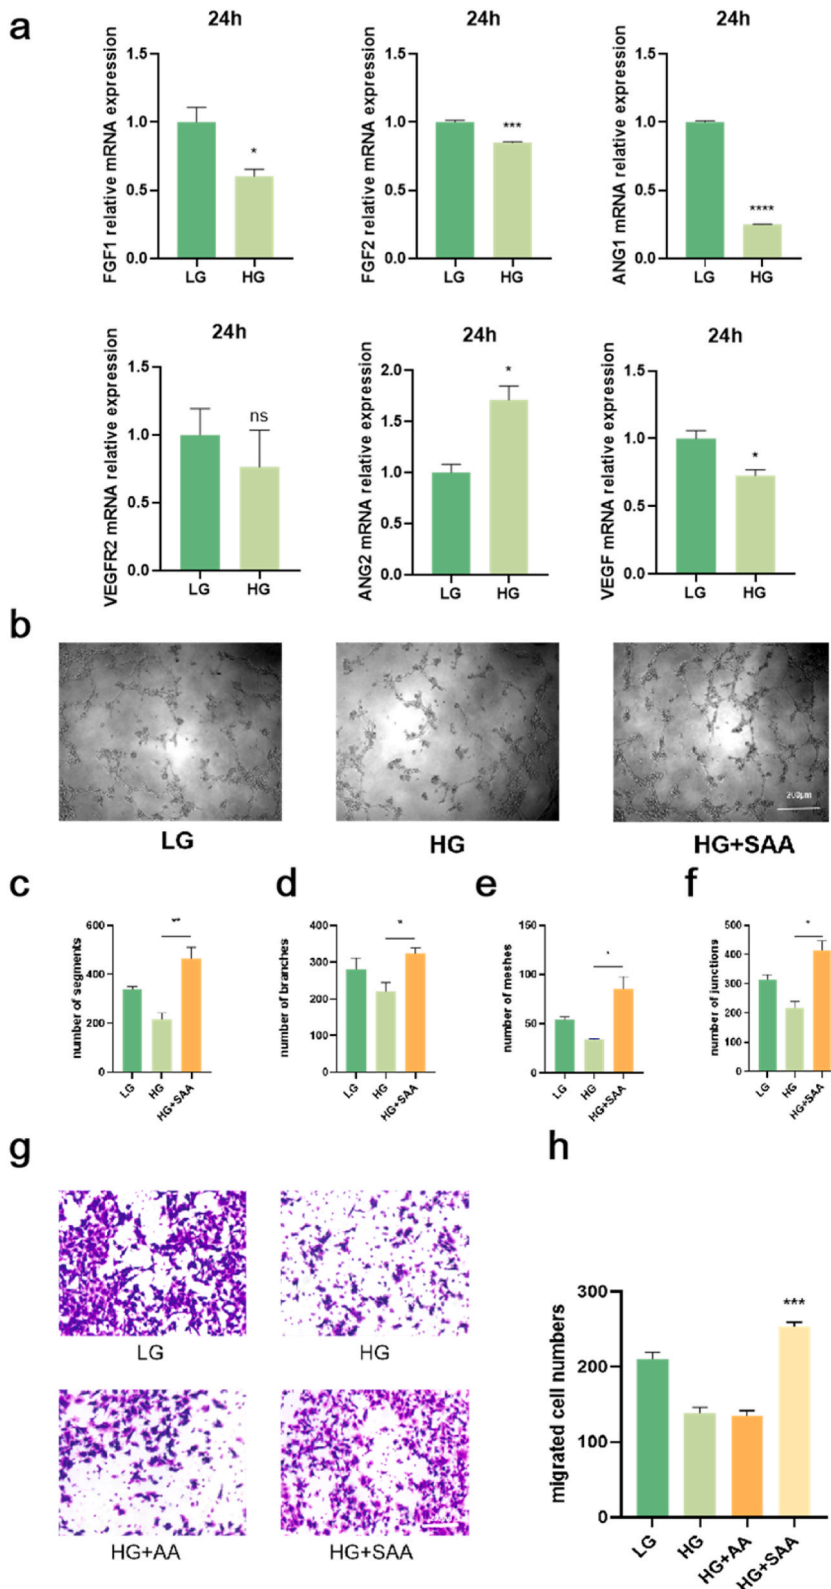 a
24h
24h
24h
FGF1 relative mRNA expression
1.5
1.0
0.5
0.0
*
LG
HG
FGF2 relative mRNA expression
1.5
1.0
0.5
0.0
***
LG
HG
ANG1 mRNA relative expression
1.5
1.0
0.5
0.0
****
LG
HG
24h
24h
24h
VEGFR2 mRNA relative expression
1.5
1.0
0.5
0.0
ns
LG
HG
ANG2 mRNA relative expression
2.0
1.5
1.0
0.5
0.0
*
LG
HG
VEGF mRNA relative expression
1.5
1.0
0.5
0.0
*
LG
HG
b
200μm
LG
HG
HG+SAA
c
number of segments
600
400
200
0
**
LG
HG
HG+SAA
d
number of branches
400
300
200
100
0
*
LG
HG
HG+SAA
e
number of meshes
150
100
50
0
*
LG
HG
HG+SAA
f
number of junctions
500
400
300
200
100
0
*
LG
HG
HG+SAA
g
LG
HG
HG+AA
HG+SAA
h
migrated cell numbers
300
200
100
0
***
LG
HG
HG+AA
HG+SAA